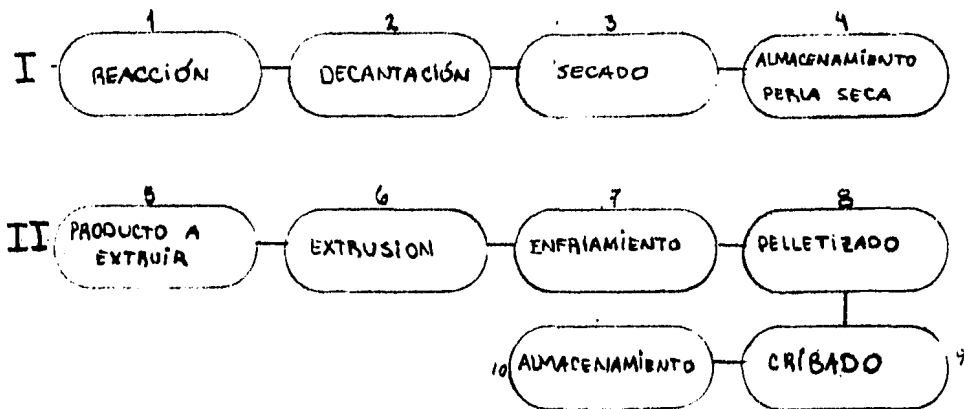 1 2 3 4
I REACCIÓN DECANTACIÓN SECADO ALMACENAMIENTO
PERLA SECA
5 6 7 8
II PRODUCTO A
EXTRUIR EXTRUSION ENFRIAMIENTO PELLETIZADO
10 ALMACENAMIENTO CRIBADO 9